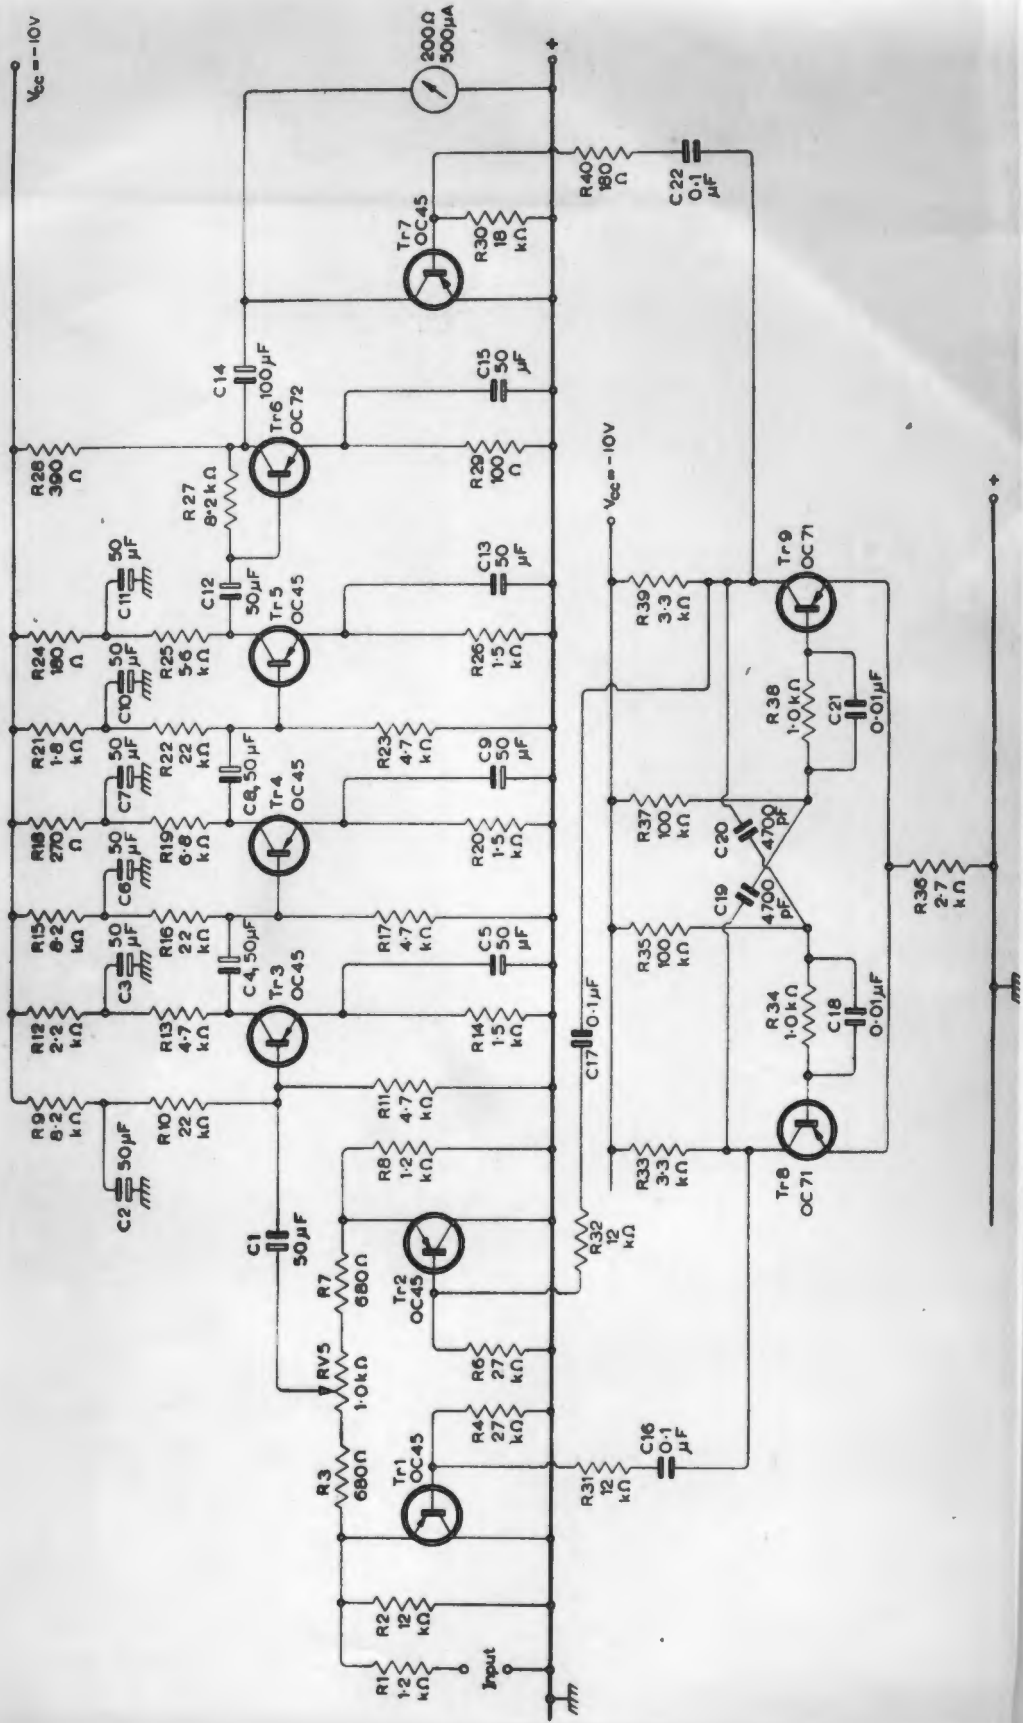 Vcc = -10V
R9
8·2
kΩ
R12
2·2
kΩ
R15
8·2
kΩ
R18
270
Ω
R21
1·8
kΩ
R24
180
Ω
R28
390
Ω
C2
50μF
C3
50
μF
C6
50
μF
C7
50
μF
C10
50
μF
C11
50
μF
R10
22
kΩ
R13
4·7
kΩ
R16
22
kΩ
R19
6·8
kΩ
R22
22
kΩ
R25
5·6
kΩ
R27
8·2kΩ
C14
100μF
C12
50μF
C4, 50μF
C8, 50μF
C1
50μF
Tr3
OC45
Tr4
OC45
Tr5
OC45
Tr6
OC72
Tr7
OC45
200Ω
500μA
R3
680Ω
RV5
1·0kΩ
R7
680Ω
R1
1·2
kΩ
Input
R2
12
kΩ
Tr1
OC45
R4
27
kΩ
R6
27
kΩ
Tr2
OC45
R8
1·2
kΩ
R11
4·7
kΩ
R14
1·5
kΩ
C5
50
μF
R17
4·7
kΩ
R20
1·5
kΩ
C9
50
μF
R23
4·7
kΩ
R26
1·5
kΩ
C13
50
μF
R29
100
Ω
C15
50
μF
R30
18
kΩ
+
R31
12
kΩ
C16
0·1
μF
R32
12
kΩ
C17
0·1μF
R40
180
Ω
C22
0·1
μF
Vcc = -10V
R33
3·3
kΩ
R35
100
kΩ
R37
100
kΩ
R39
3·3
kΩ
C19
4700
pF
C20
4700
pF
Tr8
OC71
R34
1·0kΩ
C18
0·01μF
R38
1·0kΩ
C21
0·01μF
Tr9
OC71
R36
2·7
kΩ
+